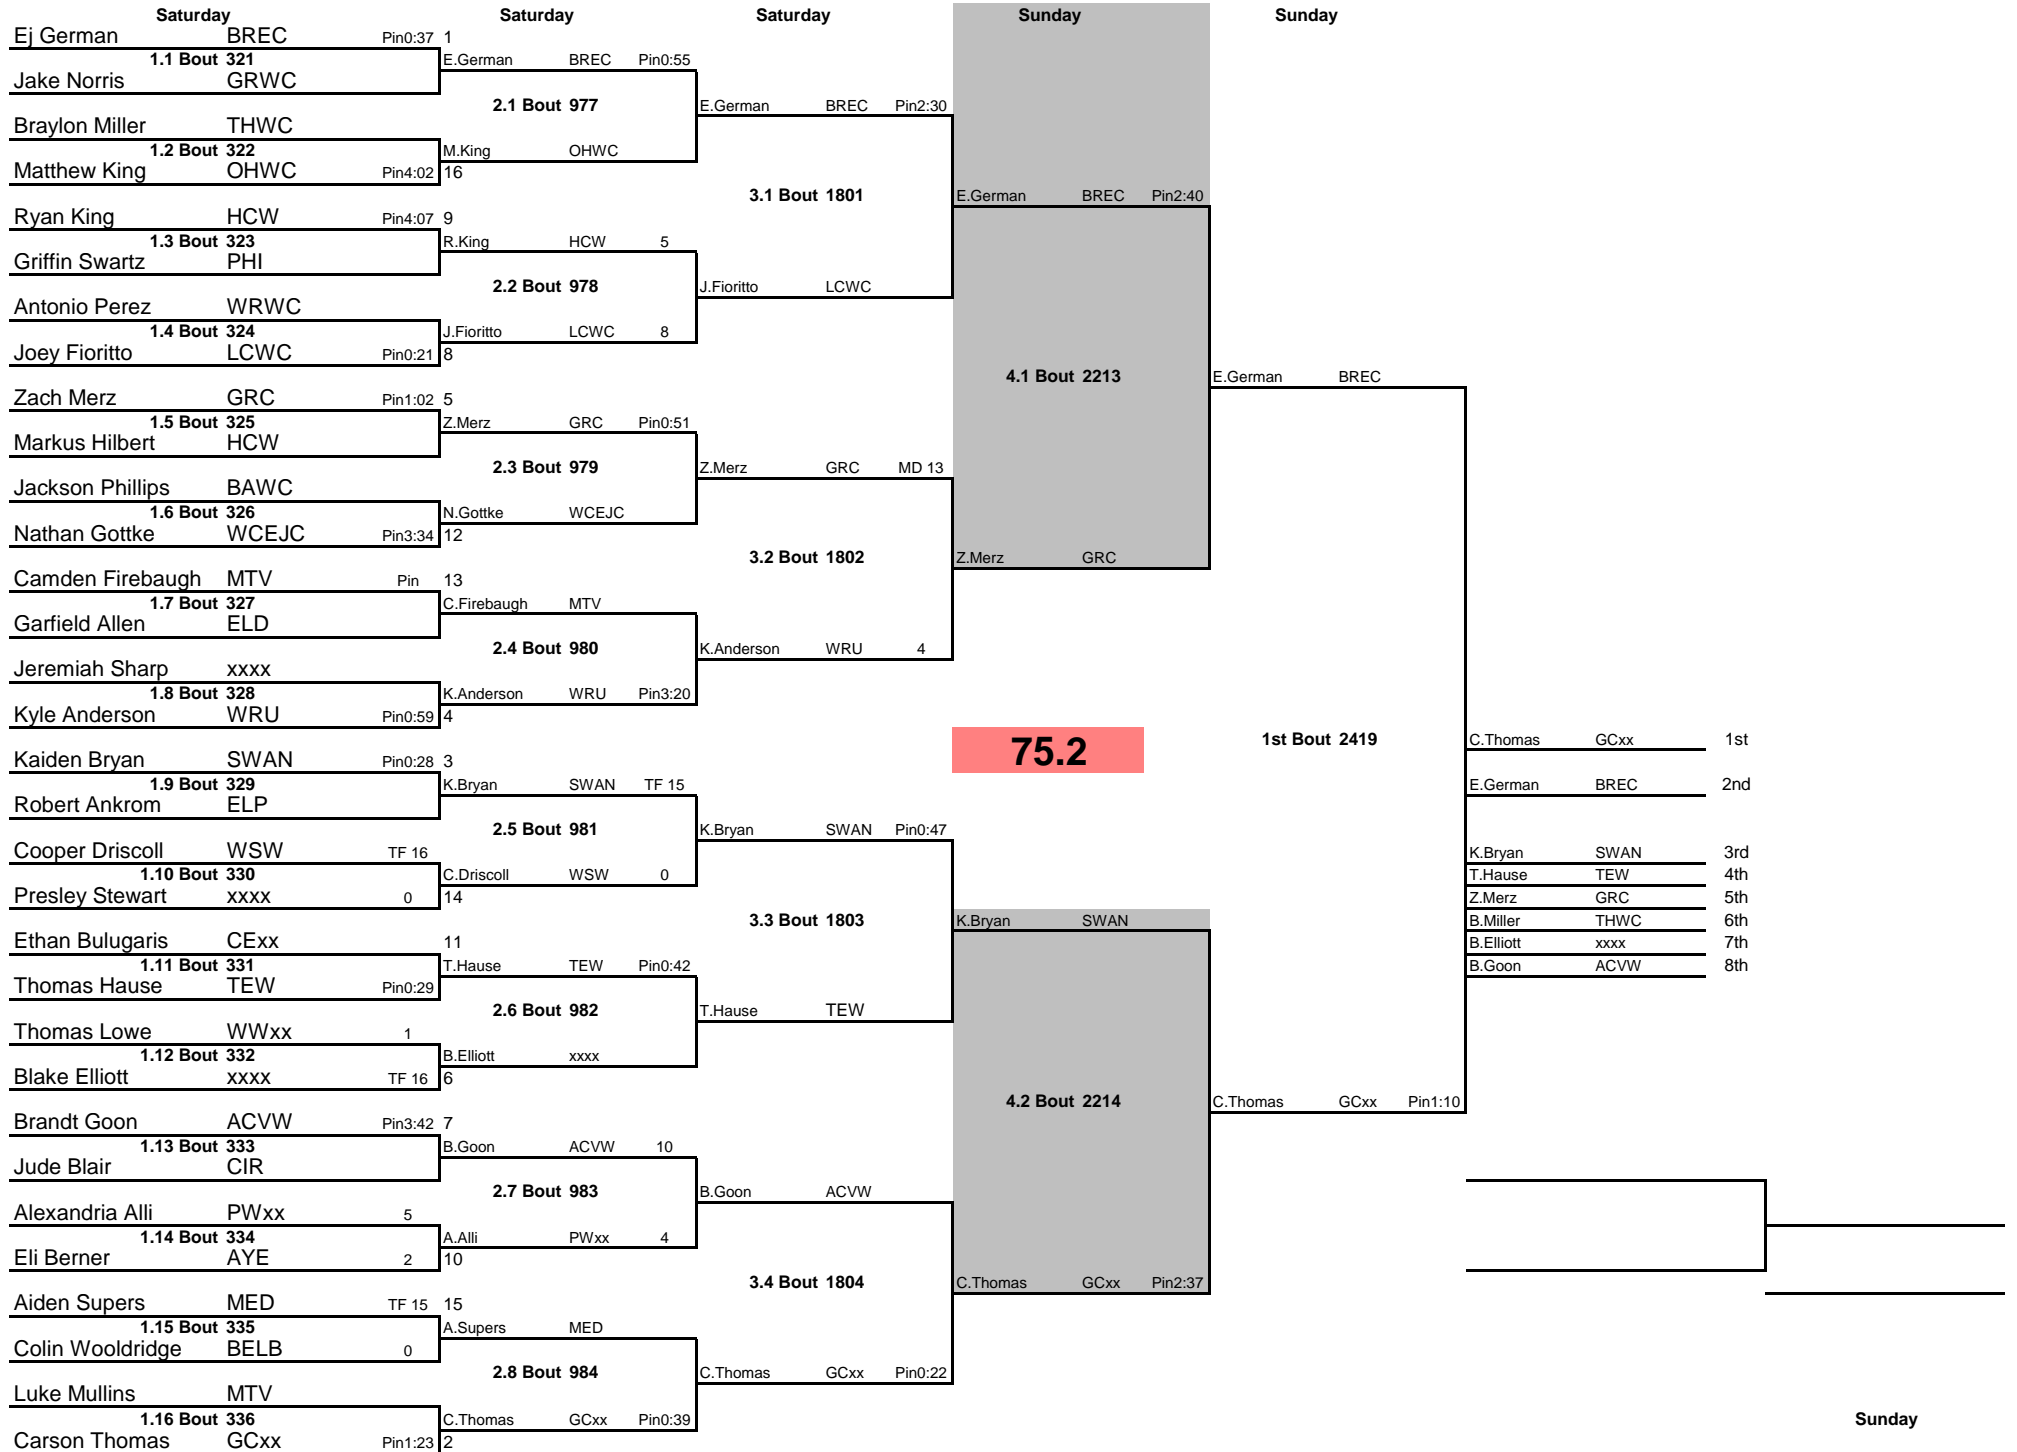 Saturday Saturday Saturday Sunday Sunday
Ej German BREC Pin0:37 1
1.1 Bout 321 E.German BREC Pin0:55
Jake Norris GRWC
2.1 Bout 977 E.German BREC Pin2:30
Braylon Miller THWC
1.2 Bout 322 M.King OHWC
Matthew King OHWC Pin4:02 16
3.1 Bout 1801 E.German BREC Pin2:40
Ryan King HCW Pin4:07 9
1.3 Bout 323 R.King HCW 5
Griffin Swartz PHI
2.2 Bout 978 J.Fioritto LCWC
Antonio Perez WRWC
1.4 Bout 324 J.Fioritto LCWC 8
Joey Fioritto LCWC Pin0:21 8
4.1 Bout 2213 E.German BREC
Zach Merz GRC Pin1:02 5
1.5 Bout 325 Z.Merz GRC Pin0:51
Markus Hilbert HCW
2.3 Bout 979 Z.Merz GRC MD 13
Jackson Phillips BAWC
1.6 Bout 326 N.Gottke WCEJC
Nathan Gottke WCEJC Pin3:34 12
3.2 Bout 1802 Z.Merz GRC
Camden Firebaugh MTV Pin 13
1.7 Bout 327 C.Firebaugh MTV
Garfield Allen ELD
2.4 Bout 980 K.Anderson WRU 4
Jeremiah Sharp xxxx
1.8 Bout 328 K.Anderson WRU Pin3:20
Kyle Anderson WRU Pin0:59 4
75.2 1st Bout 2419 C.Thomas GCxx 1st
Kaiden Bryan SWAN Pin0:28 3
1.9 Bout 329 K.Bryan SWAN TF 15 E.German BREC 2nd
Robert Ankrom ELP
2.5 Bout 981 K.Bryan SWAN Pin0:47
Cooper Driscoll WSW TF 16 K.Bryan SWAN 3rd
1.10 Bout 330 C.Driscoll WSW 0 T.Hause TEW 4th
Presley Stewart xxxx 0 14 Z.Merz GRC 5th
3.3 Bout 1803 K.Bryan SWAN B.Miller THWC 6th
Ethan Bulugaris CExx 11 B.Elliott xxxx 7th
1.11 Bout 331 T.Hause TEW Pin0:42 B.Goon ACVW 8th
Thomas Hause TEW Pin0:29
2.6 Bout 982 T.Hause TEW
Thomas Lowe WWxx 1
1.12 Bout 332 B.Elliott xxxx
Blake Elliott xxxx TF 16 6
4.2 Bout 2214 C.Thomas GCxx Pin1:10
Brandt Goon ACVW Pin3:42 7
1.13 Bout 333 B.Goon ACVW 10
Jude Blair CIR
2.7 Bout 983 B.Goon ACVW
Alexandria Alli PWxx 5
1.14 Bout 334 A.Alli PWxx 4
Eli Berner AYE 2 10
3.4 Bout 1804 C.Thomas GCxx Pin2:37
Aiden Supers MED TF 15 15
1.15 Bout 335 A.Supers MED
Colin Wooldridge BELB 0
2.8 Bout 984 C.Thomas GCxx Pin0:22
Luke Mullins MTV
1.16 Bout 336 C.Thomas GCxx Pin0:39 Sunday
Carson Thomas GCxx Pin1:23 2